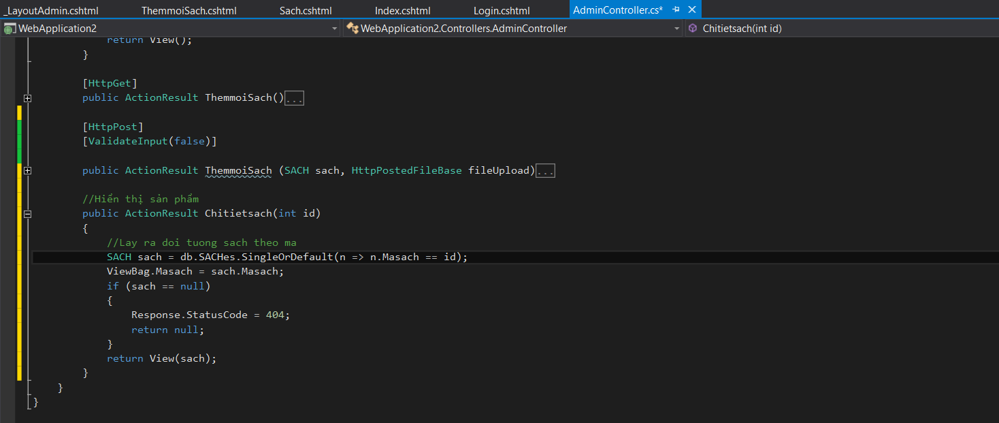 _LayoutAdmin.cshtml ThemmoiSach.cshtml Sach.cshtml Index.cshtml Login.cshtml AdminController.cs*
WebApplication2 WebApplication2.Controllers.AdminController Chitietsach(int id)
return View();
}
[HttpGet]
public ActionResult ThemmoiSach()...
[HttpPost]
[ValidateInput(false)]
public ActionResult ThemmoiSach (SACH sach, HttpPostedFileBase fileUpload)...
//Hiển thị sản phẩm
public ActionResult Chitietsach(int id)
{
//Lay ra doi tuong sach theo ma
SACH sach = db.SACHes.SingleOrDefault(n => n.Masach == id);
ViewBag.Masach = sach.Masach;
if (sach == null)
{
Response.StatusCode = 404;
return null;
}
return View(sach);
}
}
}